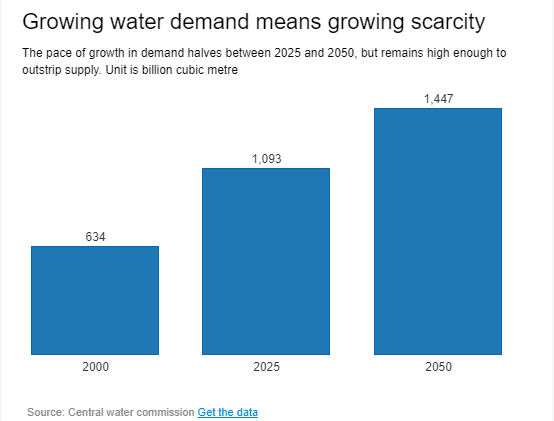 Growing water demand means growing scarcity
The pace of growth in demand halves between 2025 and 2050, but remains high enough to
outstrip supply. Unit is billion cubic metre
1,447
1,093
634
2000 2025 2050
Source: Central water commission Get the data